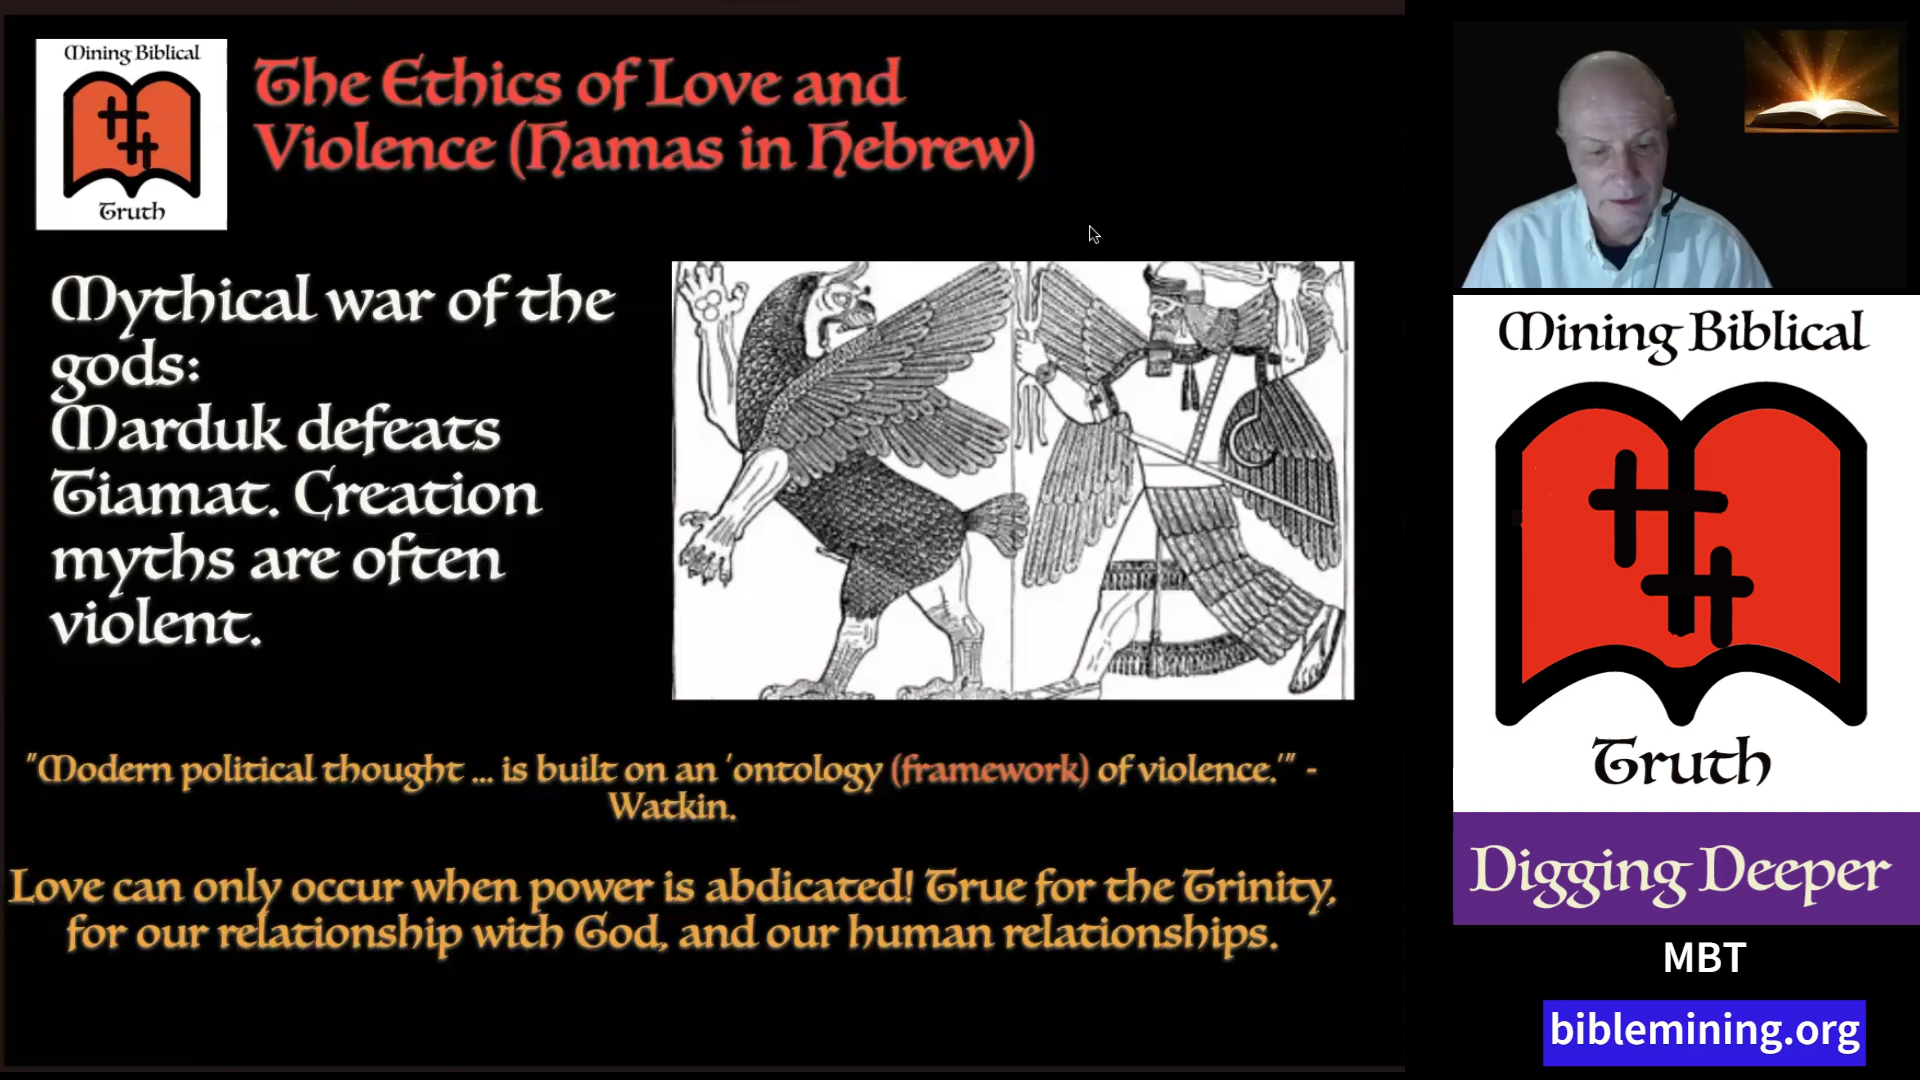 Mining Biblical
Truth
The Ethics of Love and
Violence (Hamas in Hebrew)
Mythical war of the
gods:
Marduk defeats
Tiamat. Creation
myths are often
violent.
"Modern political thought ... is built on an 'ontology (framework) of violence.'" -
Watkin.
Love can only occur when power is abdicated! True for the Trinity,
for our relationship with God, and our human relationships.
Mining Biblical
Truth
Digging Deeper
MBT
biblemining.org